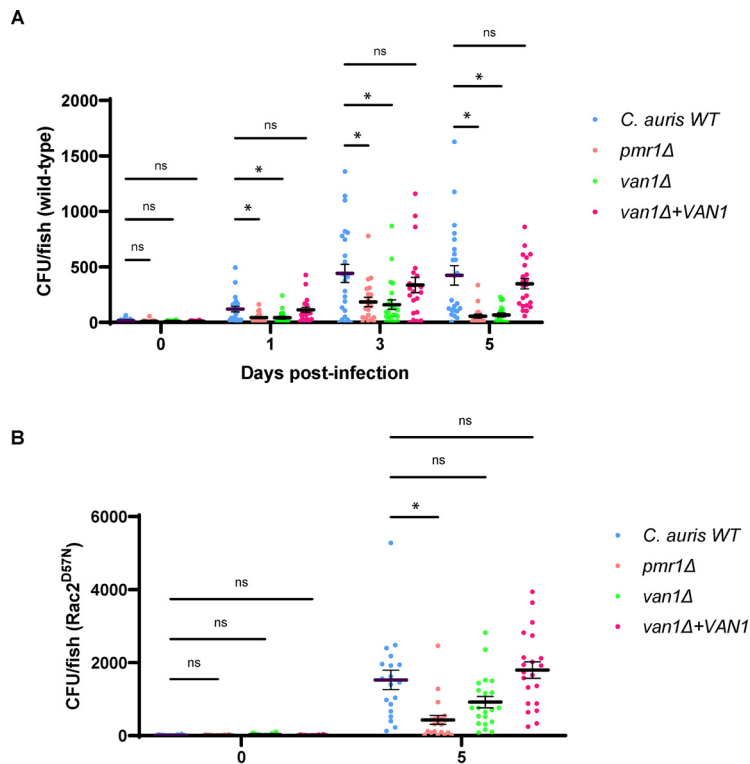 A
ns
ns
ns
ns
ns
*
*
ns
ns
*
*
ns
*
*
2000
1500
1000
500
0
CFU/fish (wild-type)
0 1 3 5
Days post-infection
C. auris WT
pmr1Δ
van1Δ
van1Δ+VAN1
B
ns
ns
*
ns
ns
ns
6000
4000
2000
0
CFU/fish (Rac2D57N)
0 5
C. auris WT
pmr1Δ
van1Δ
van1Δ+VAN1